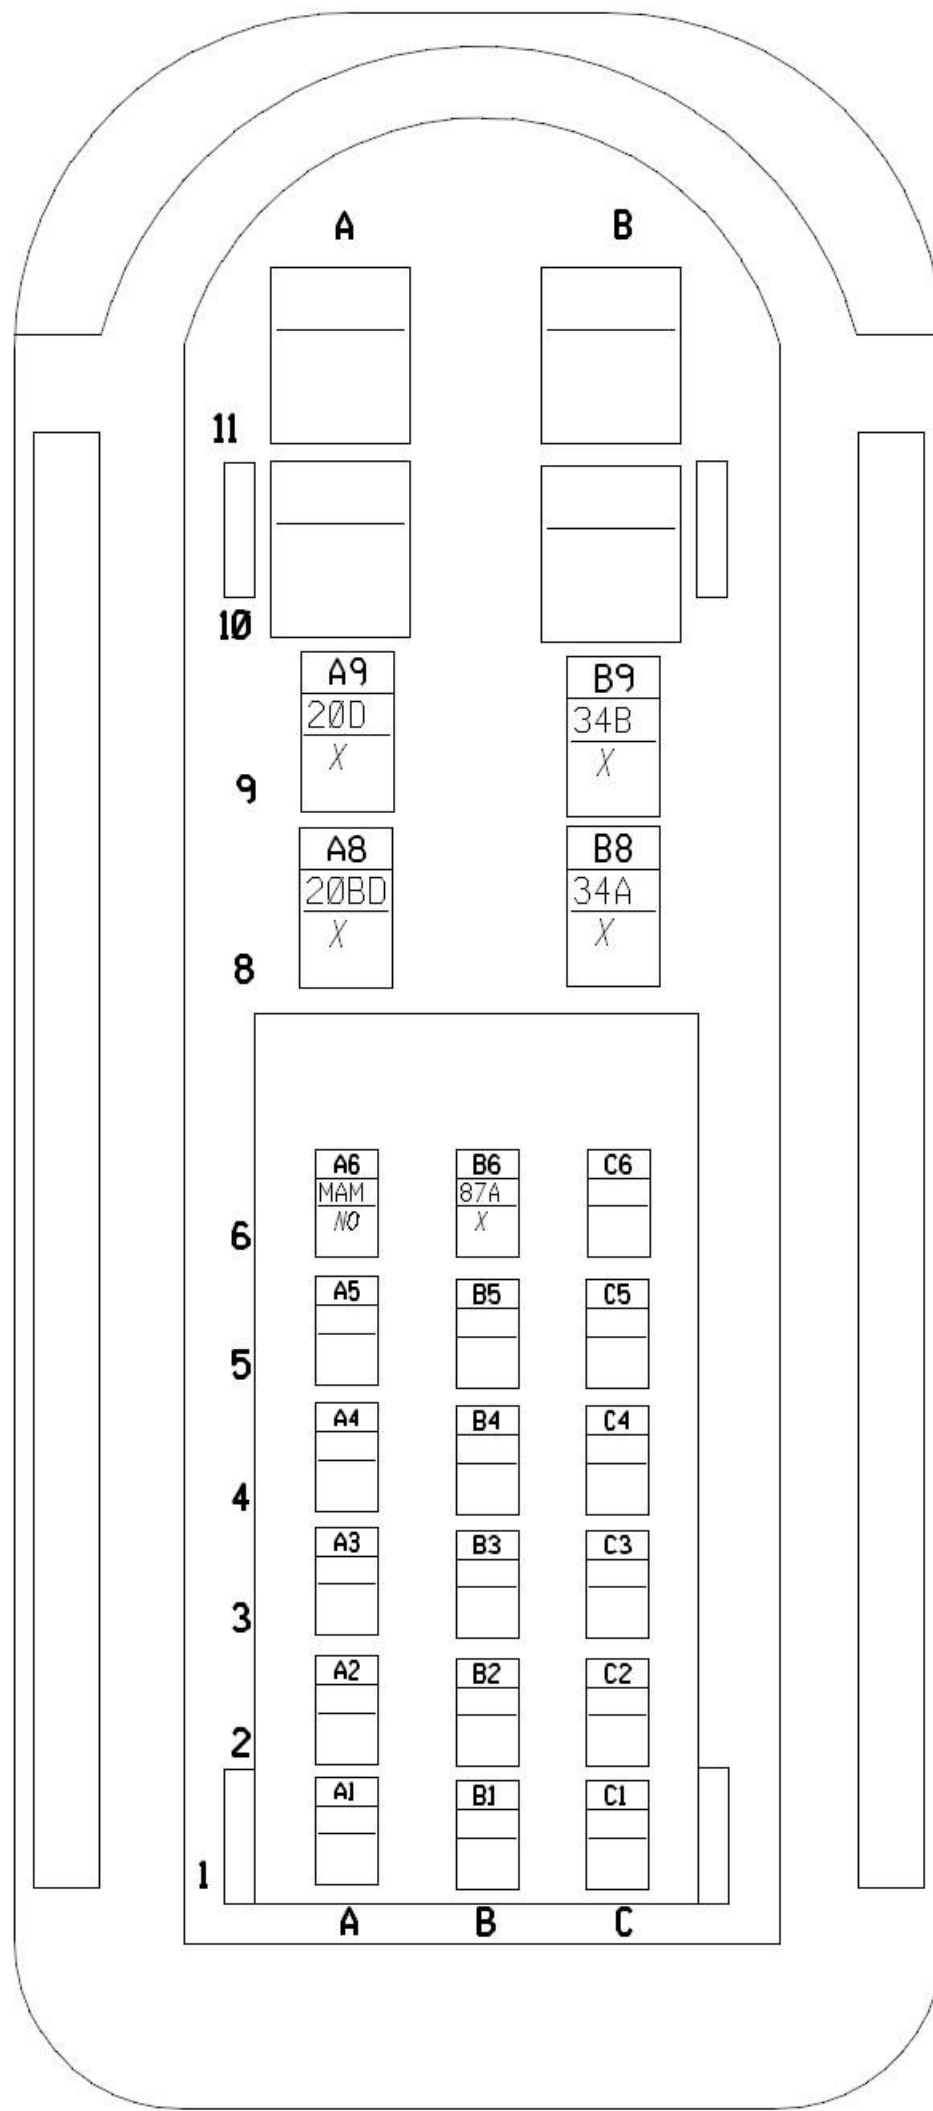 A B
11
10
A9 B9
20D 34B
X X
9
A8 B8
20BD 34A
X X
8
A6 B6 C6
MAM 87A
NO X
6
A5 B5 C5
5
A4 B4 C4
4
A3 B3 C3
3
A2 B2 C2
2
A1 B1 C1
1
A B C